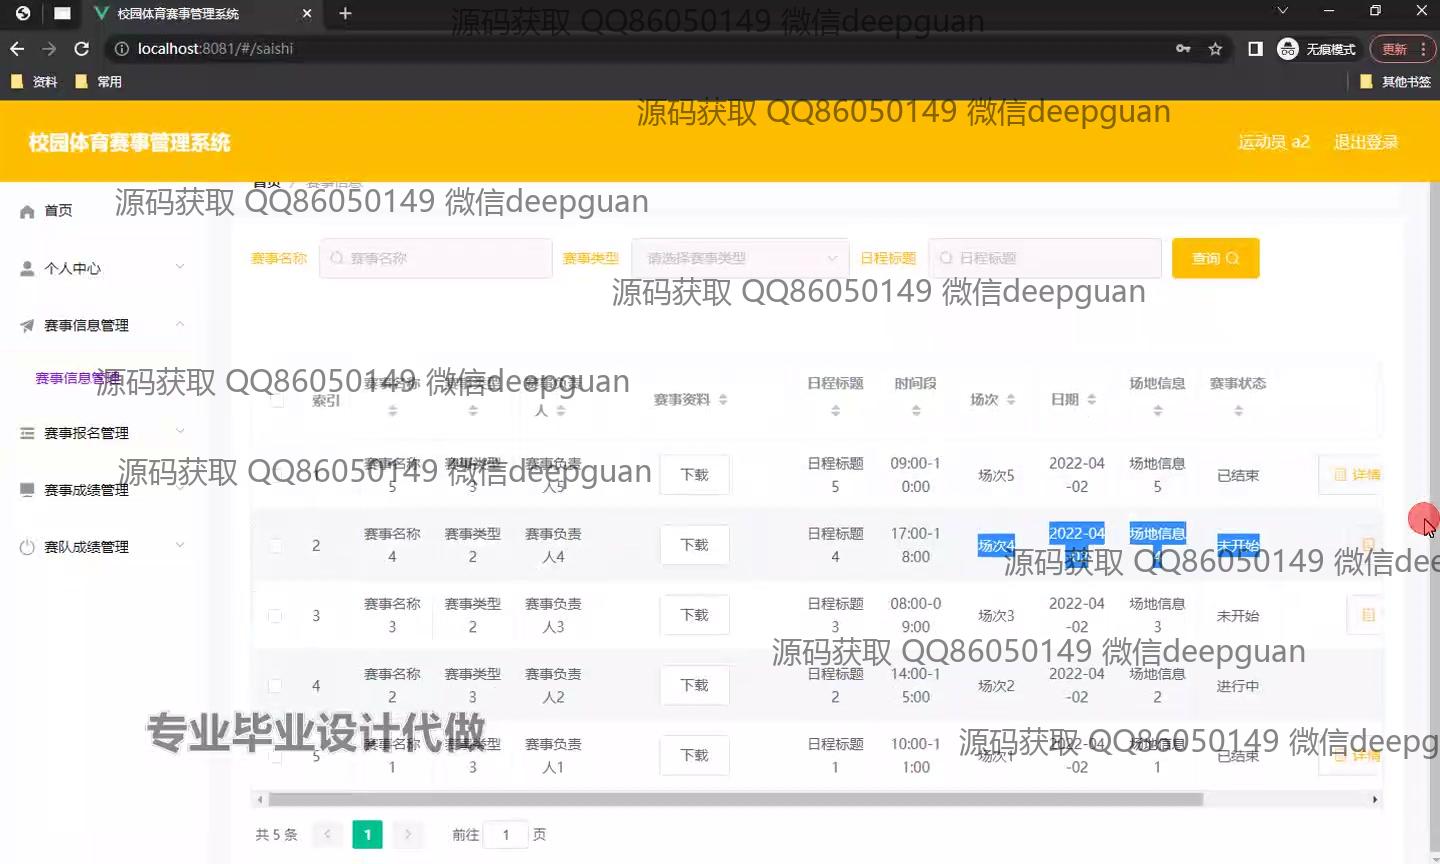 校园体育赛事管理系统
源码获取 QQ86050149 微信deepguan
localhost:8081/#/saishi
无痕模式
更新
资料
常用
其他书签
源码获取 QQ86050149 微信deepguan
校园体育赛事管理系统
运动员 a2
退出登录
首页 / 赛事信息
源码获取 QQ86050149 微信deepguan
首页
个人中心
赛事信息管理
赛事信息管理
赛事报名管理
赛事成绩管理
赛队成绩管理
赛事名称
赛事名称
赛事类型
请选择赛事类型
日程标题
日程标题
查询
源码获取 QQ86050149 微信deepguan
源码获取 QQ86050149 微信deepguan
索引
赛事名称
赛事类型
赛事负责人
赛事资料
日程标题
时间段
场次
日期
场地信息
赛事状态
源码获取 QQ86050149 微信deepguan
1 赛事名称5 赛事类型3 赛事负责人5 下载 日程标题5 09:00-10:00 场次5 2022-04-02 场地信息5 已结束 详情
2 赛事名称4 赛事类型2 赛事负责人4 下载 日程标题4 17:00-18:00 场次4 2022-04-02 场地信息4 未开始
源码获取 QQ86050149 微信dee
3 赛事名称3 赛事类型2 赛事负责人3 下载 日程标题3 08:00-09:00 场次3 2022-04-02 场地信息3 未开始
源码获取 QQ86050149 微信deepguan
4 赛事名称2 赛事类型3 赛事负责人2 下载 日程标题2 14:00-15:00 场次2 2022-04-02 场地信息2 进行中
专业毕业设计代做
源码获取 QQ86050149 微信deepg
5 赛事名称1 赛事类型3 赛事负责人1 下载 日程标题1 10:00-11:00 场次1 2022-04-02 场地信息1 已结束 详情
共 5 条
1
前往 1 页